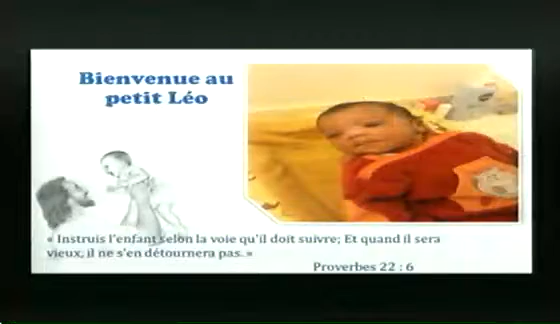 Bienvenue au
petit Léo
« Instruis l'enfant selon la voie qu'il doit suivre; Et quand il sera
vieux, il ne s'en détournera pas. »
Proverbes 22 : 6